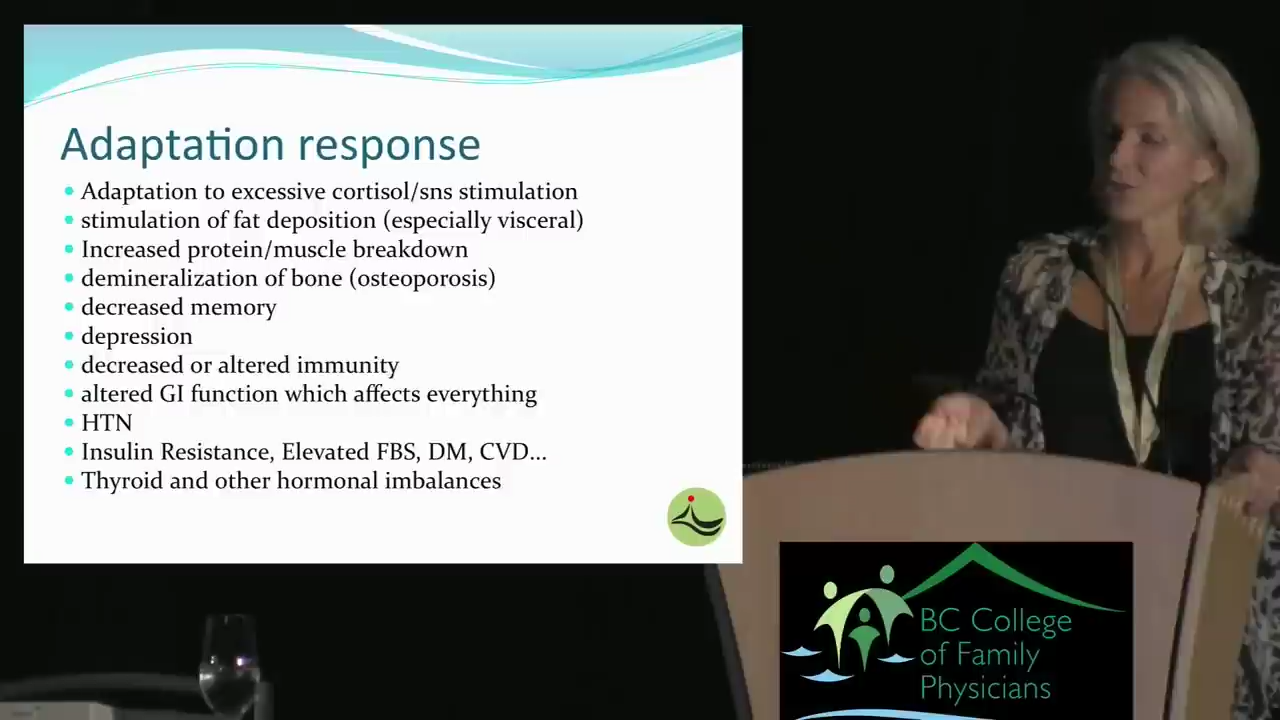 Adaptation response
• Adaptation to excessive cortisol/sns stimulation
• stimulation of fat deposition (especially visceral)
• Increased protein/muscle breakdown
• demineralization of bone (osteoporosis)
• decreased memory
• depression
• decreased or altered immunity
• altered GI function which affects everything
• HTN
• Insulin Resistance, Elevated FBS, DM, CVD...
• Thyroid and other hormonal imbalances
BC College
of Family
Physicians